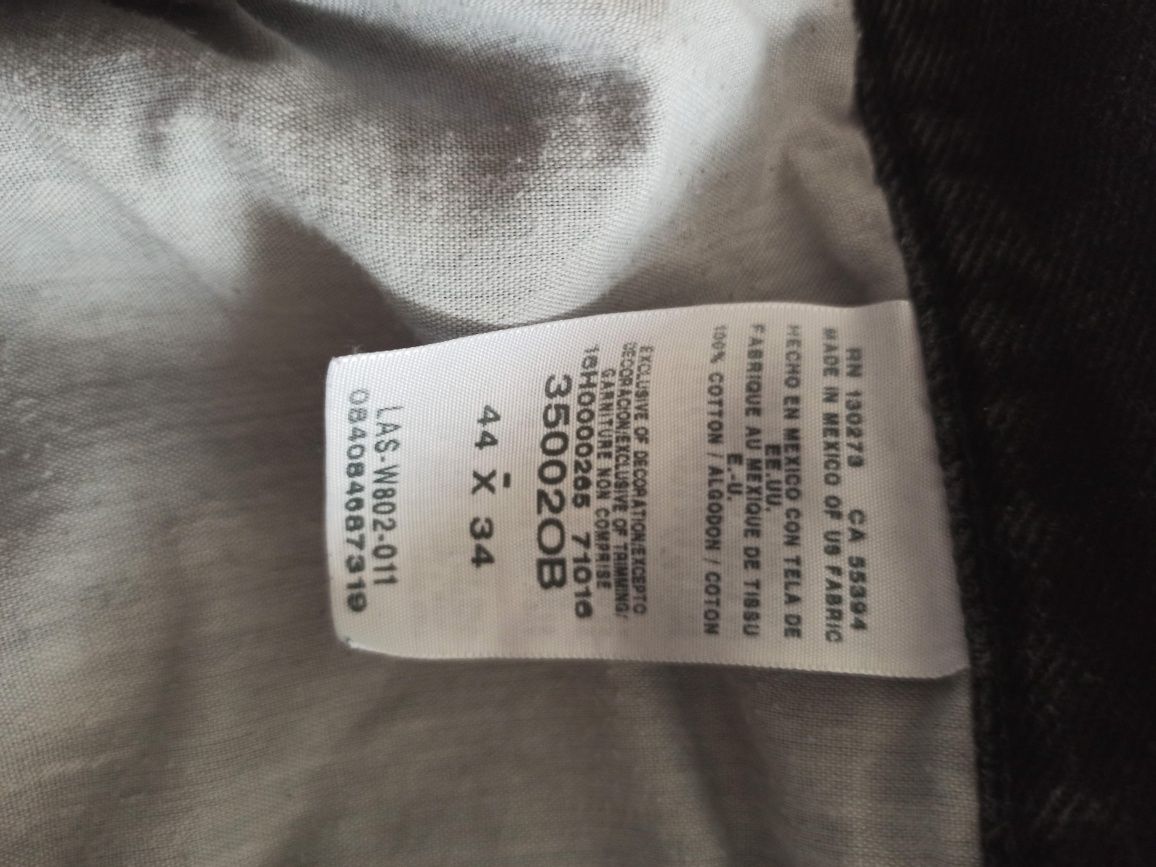 RN 130273 CA 55394
MADE IN MEXICO OF US FABRIC
HECHO EN MEXICO CON TELA DE
EE.UU.
FABRIQUE AU MEXIQUE DE TISSU
E.-U.
100% COTTON / ALGODON / COTON
EXCLUSIVE OF DECORATION/EXCEPTO
DECORACION/EXCLUSIVE OF TRIMMING/
GARNITURE NON COMPRISE
16H0000265 71016
35002OB
-
44 X 34
LAS-W802-011
084084687319